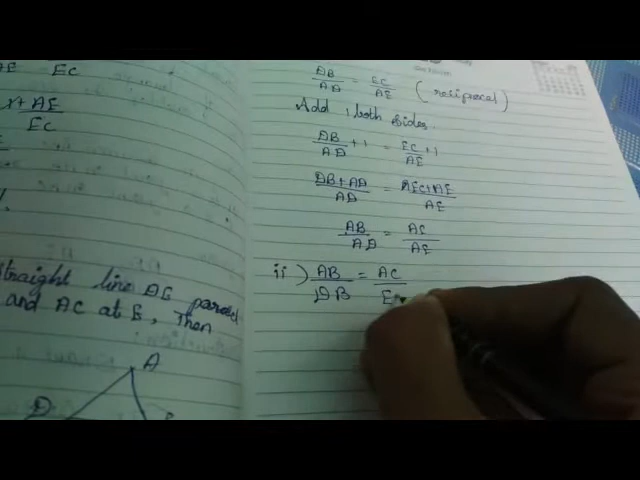 AE EC
+ AE
EC
straight line DE parallel
and AC at E, Then
A
D
DB/AD = EC/AE (reciprocal)
Add 1 both sides.
DB/AD + 1 = EC/AE + 1
DB + AD/AD = AEC+AE/AE
AB/AD = AC/AE
ii) AB/DB = AC/E